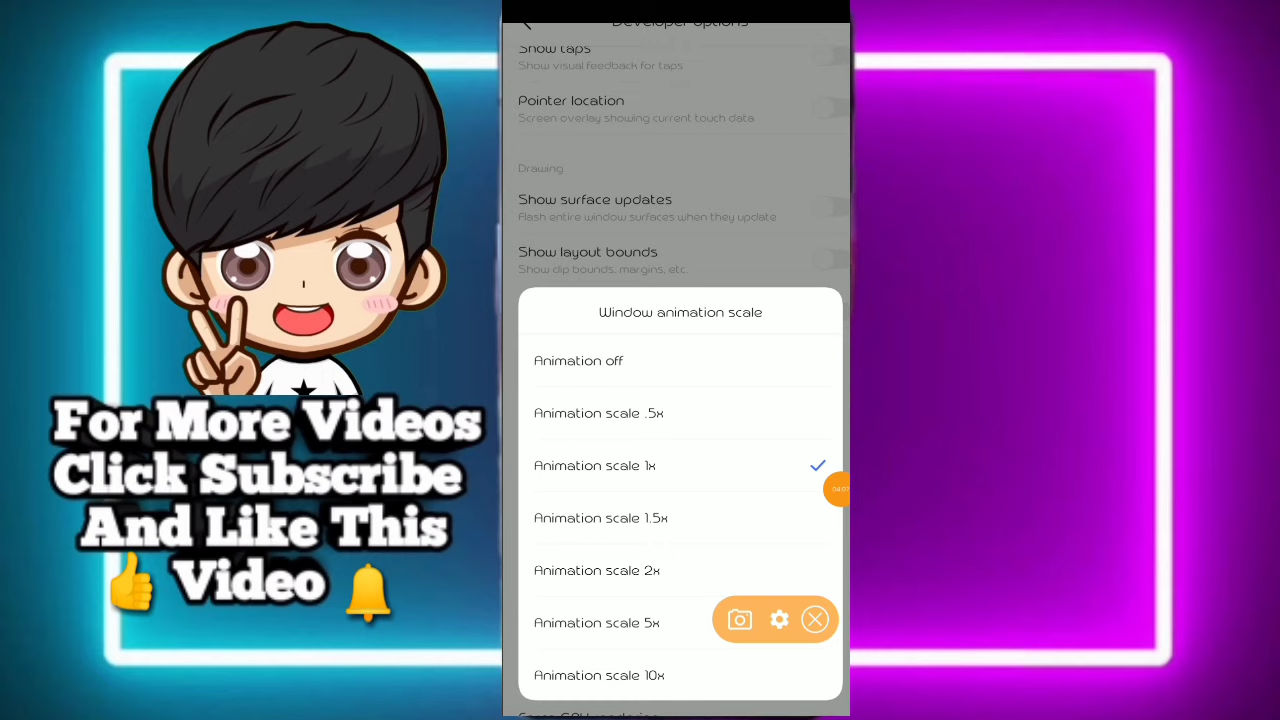 Developer options
Show taps
Show visual feedback for taps
Pointer location
Screen overlay showing current touch data
Drawing
Show surface updates
Flash entire window surfaces when they update
Show layout bounds
Show clip bounds, margins, etc.
Window animation scale
Animation off
Animation scale .5x
Animation scale 1x
Animation scale 1.5x
Animation scale 2x
Animation scale 5x
Animation scale 10x
For More Videos
Click Subscribe
And Like This
Video